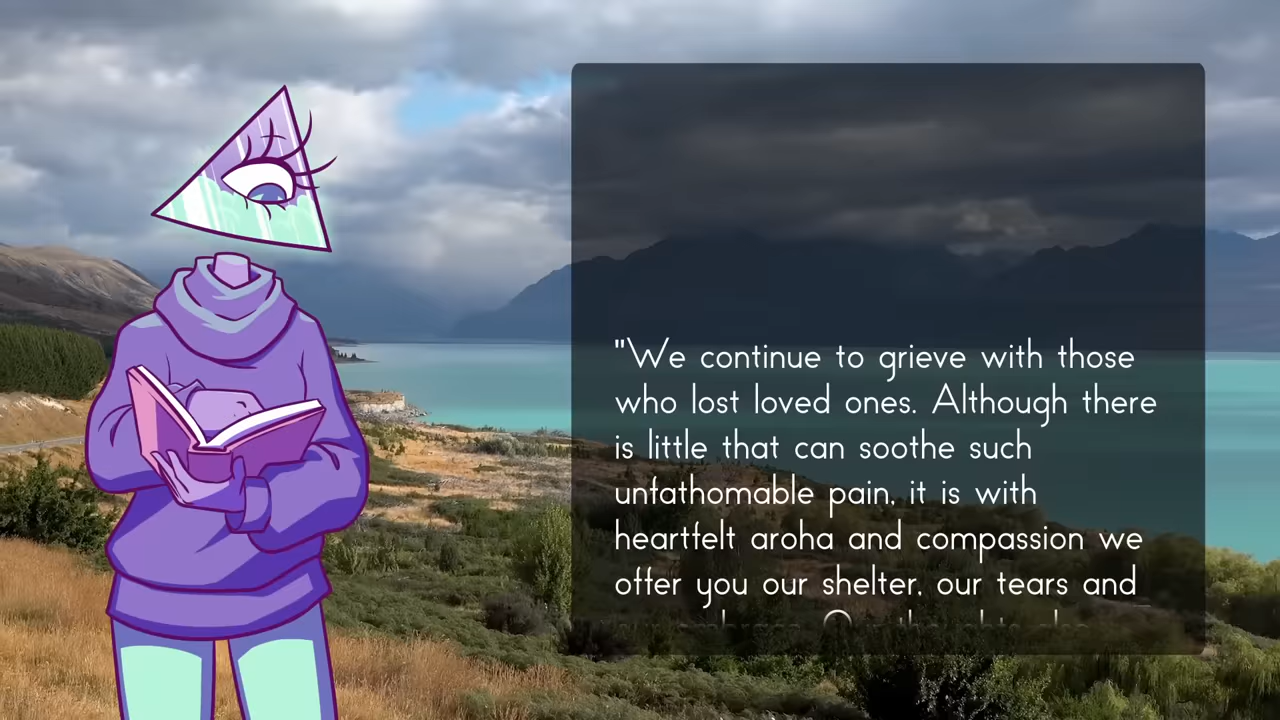 "We continue to grieve with those
who lost loved ones. Although there
is little that can soothe such
unfathomable pain, it is with
heartfelt aroha and compassion we
offer you our shelter, our tears and